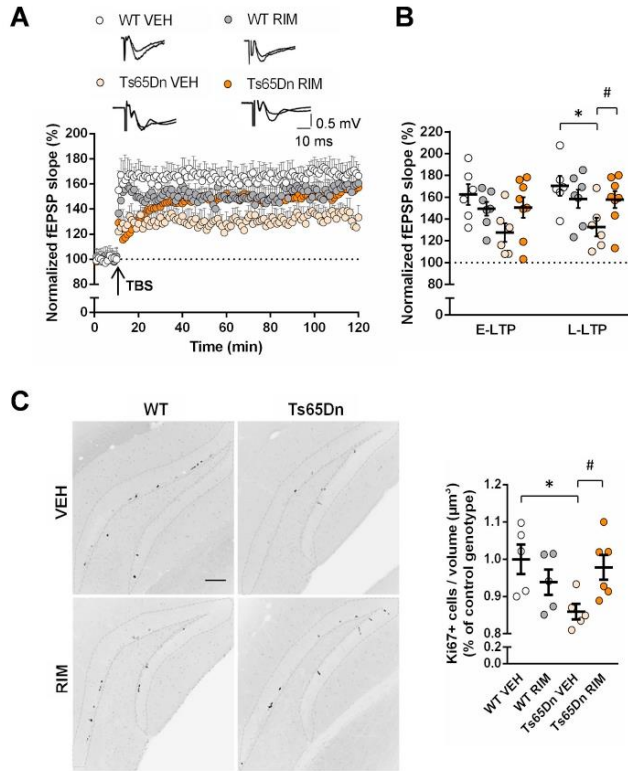 A
WT VEH
WT RIM
Ts65Dn VEH
Ts65Dn RIM
0.5 mV
10 ms
Normalized fEPSP slope (%)
200
180
160
140
120
100
80
0
TBS
0 20 40 60 80 100 120
Time (min)
B
#
*
Normalized fEPSP slope (%)
220
200
180
160
140
120
100
80
0
E-LTP L-LTP
C
WT Ts65Dn
VEH
RIM
#
*
Ki67+ cells / volume (µm³)
(% of control genotype)
1.2
1.1
1.0
0.9
0.8
0.2
0.0
WT VEH
WT RIM
Ts65Dn VEH
Ts65Dn RIM